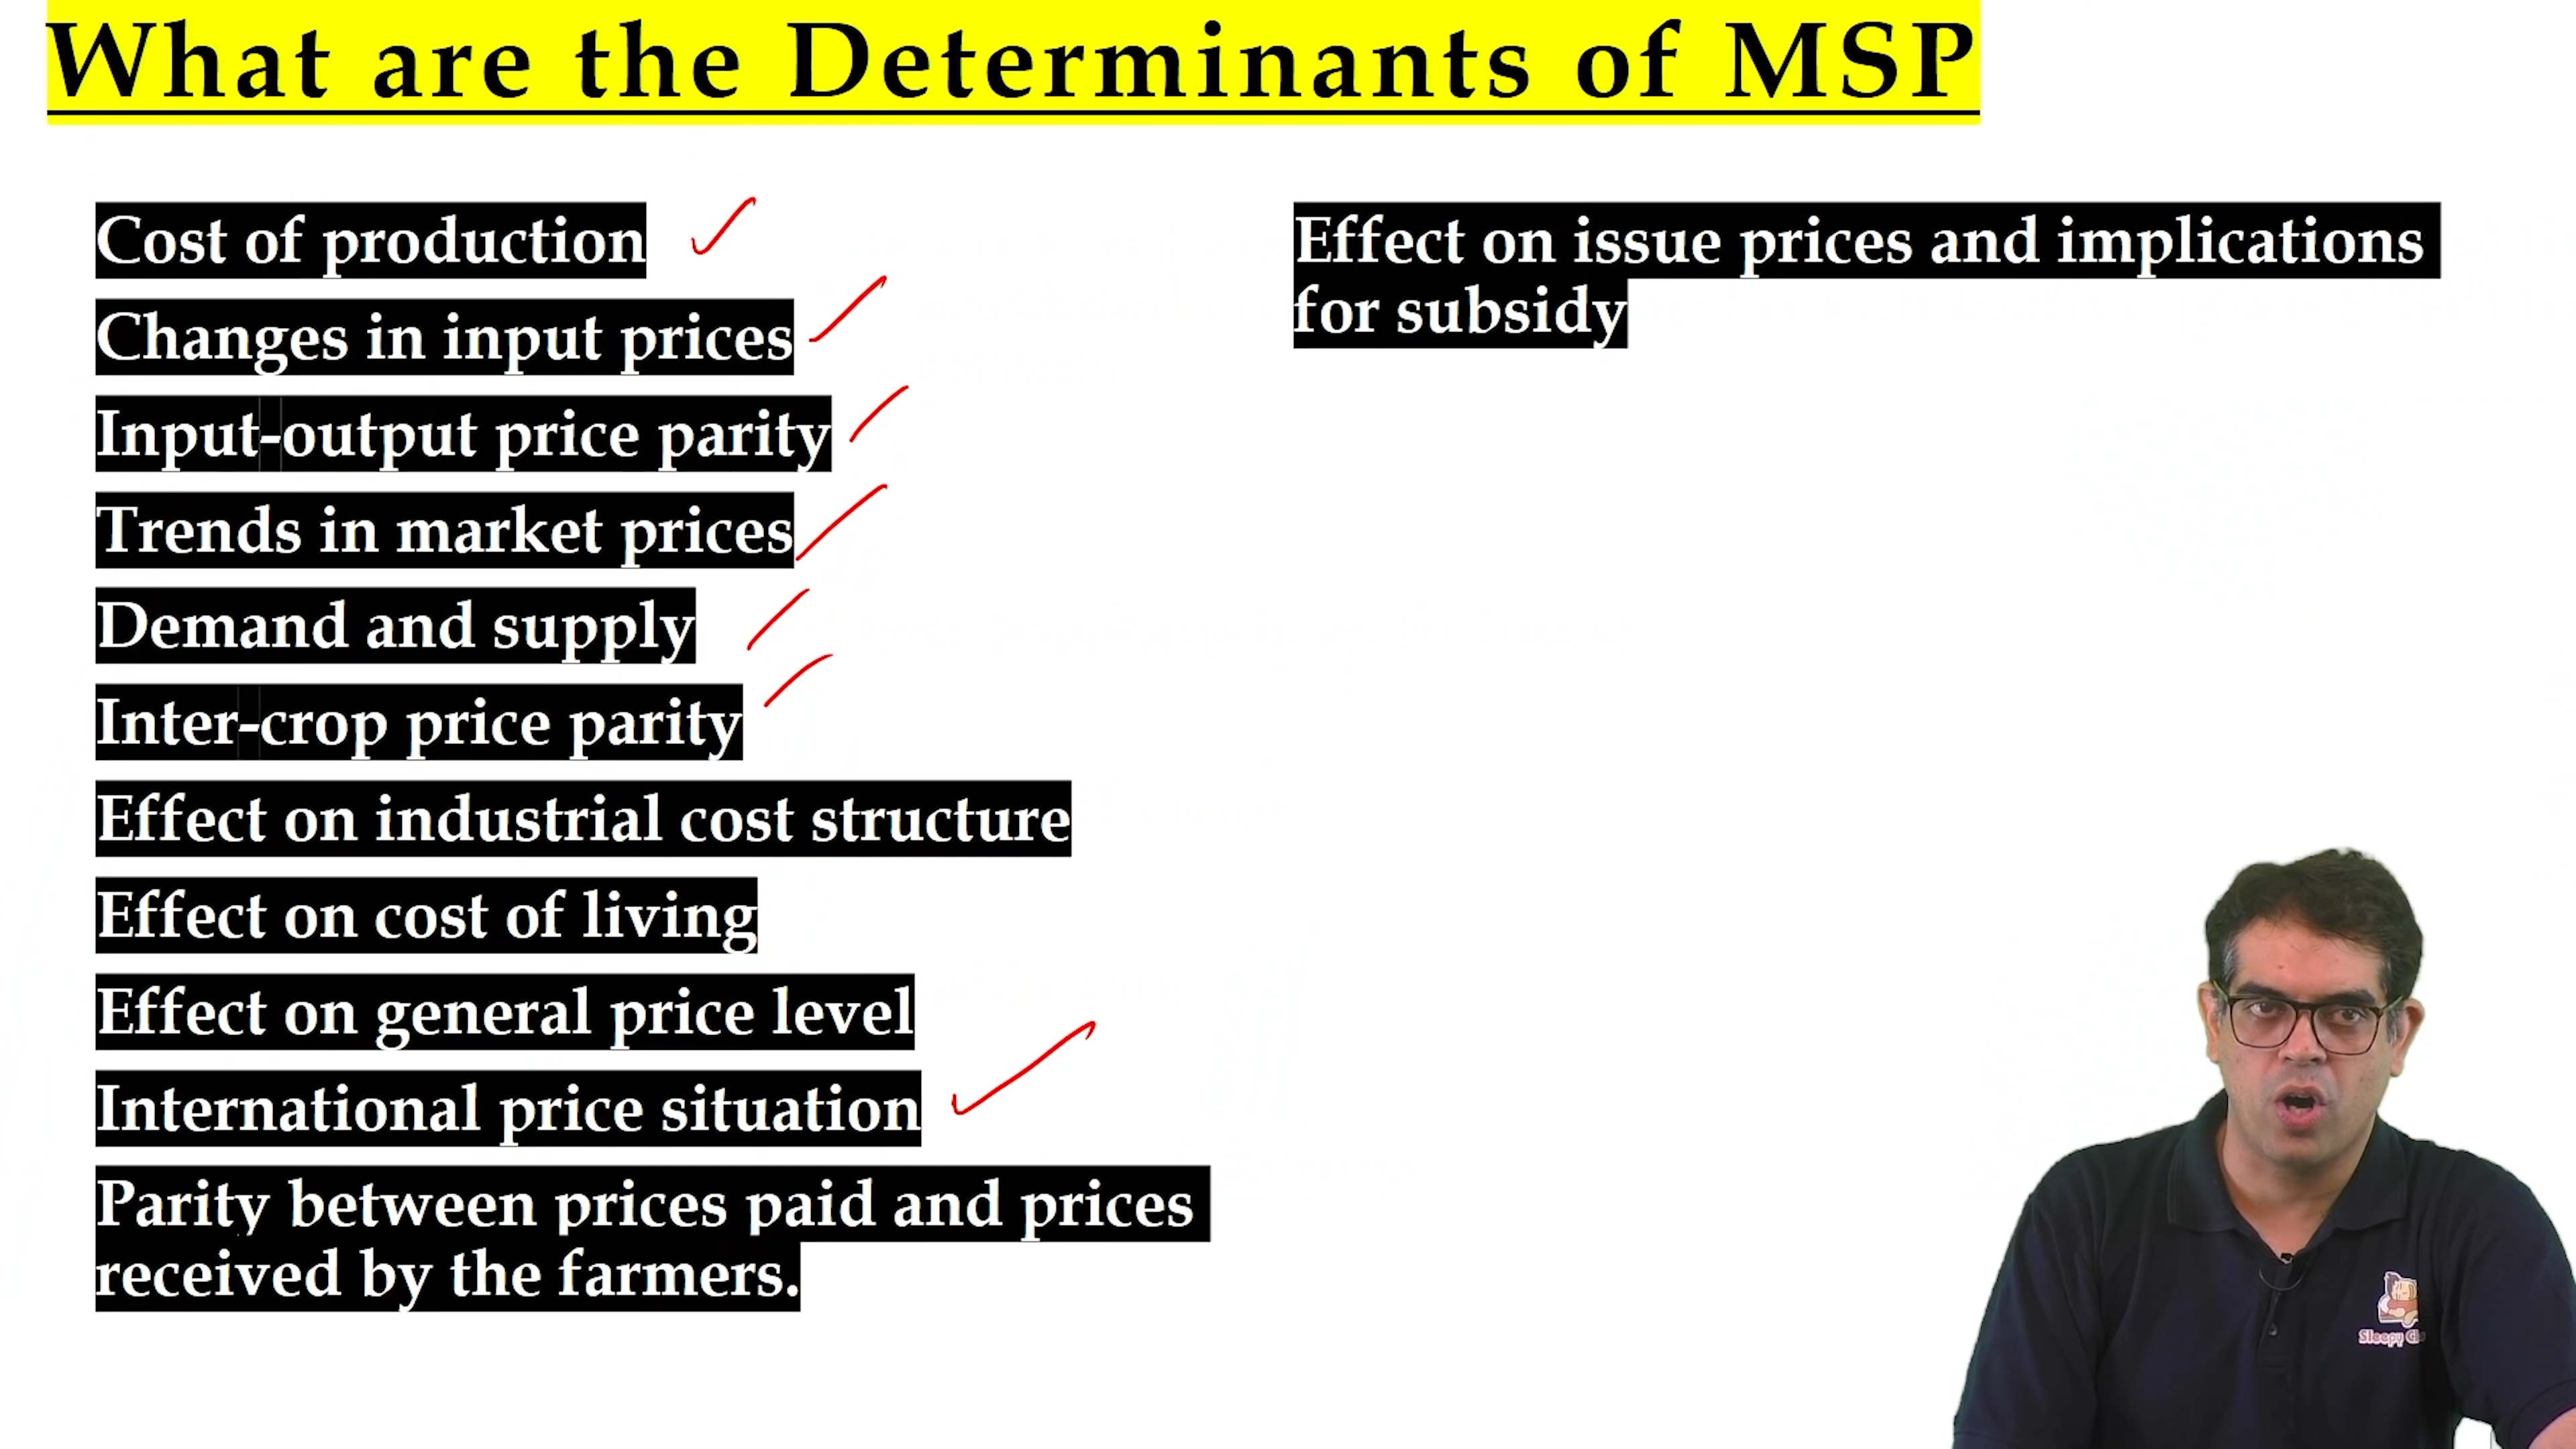 What are the Determinants of MSP
Cost of production
Changes in input prices
Input-output price parity
Trends in market prices
Demand and supply
Inter-crop price parity
Effect on industrial cost structure
Effect on cost of living
Effect on general price level
International price situation
Parity between prices paid and prices
received by the farmers.
Effect on issue prices and implications
for subsidy
Sleepy